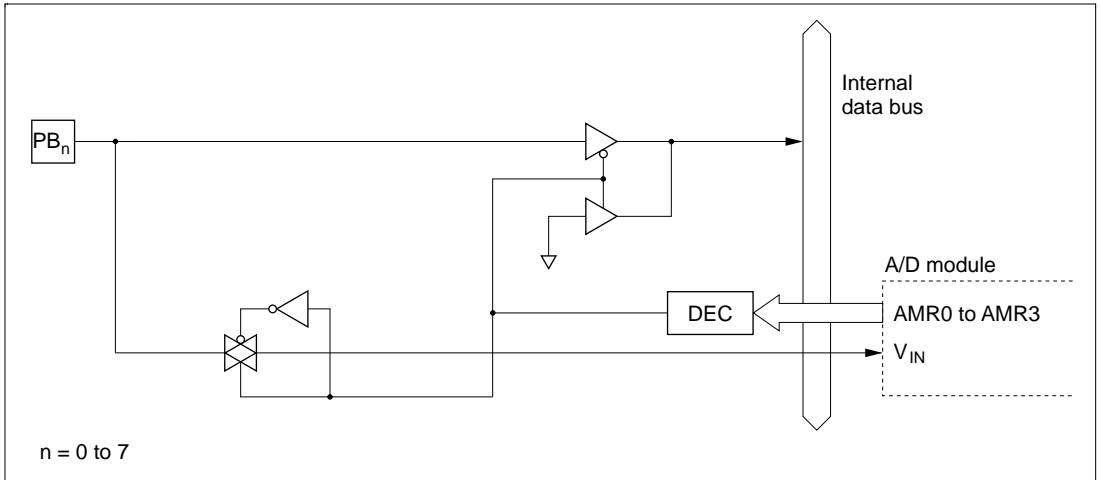 Internal
data bus
PBn
A/D module
DEC
AMR0 to AMR3
VIN
n = 0 to 7